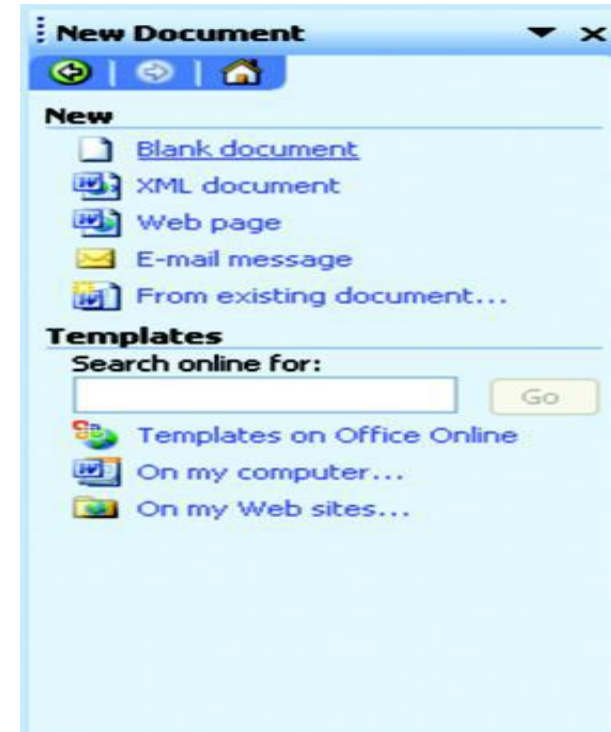 New Document
New
Blank document
XML document
Web page
E-mail message
From existing document...
Templates
Search online for:
Go
Templates on Office Online
On my computer...
On my Web sites...